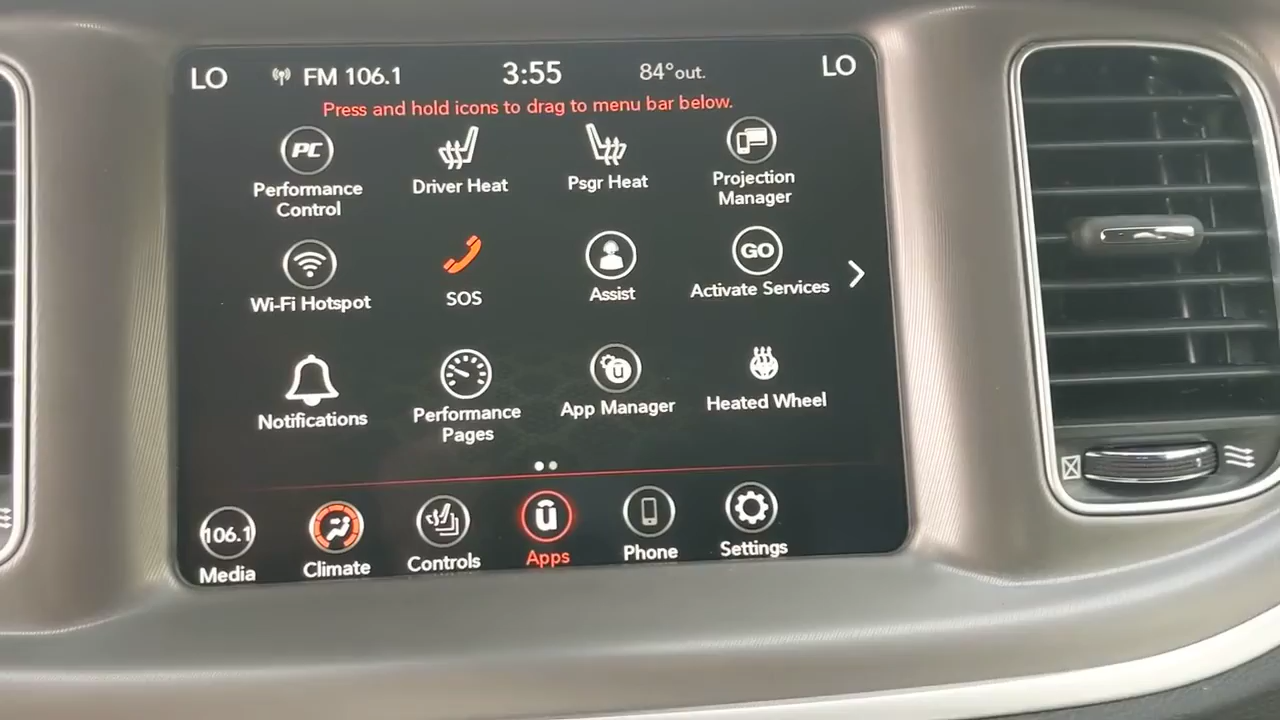 LO FM 106.1 3:55 84° out. LO
Press and hold icons to drag to menu bar below.
PC
Performance Control
Driver Heat
Psgr Heat
Projection Manager
Wi-Fi Hotspot
SOS
Assist
GO
Activate Services
Notifications
Performance Pages
ū
App Manager
Heated Wheel
106.1
Media
Climate
Controls
ū
Apps
Phone
Settings